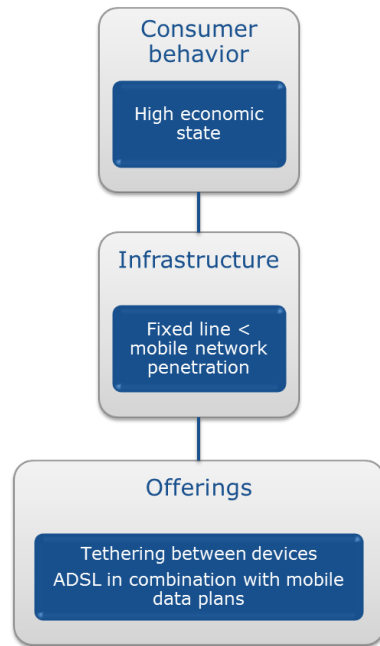 Consumer
behavior
High economic
state
Infrastructure
Fixed line <
mobile network
penetration
Offerings
Tethering between devices
ADSL in combination with mobile
data plans